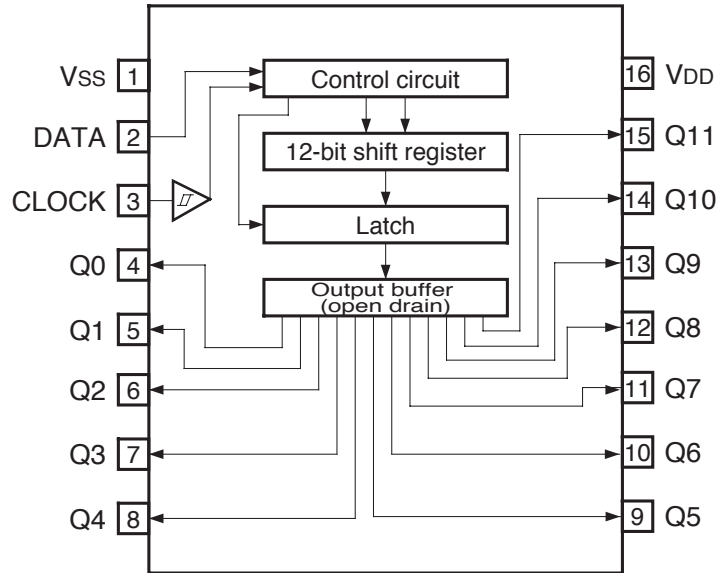 VSS 1
DATA 2
CLOCK 3
Q0 4
Q1 5
Q2 6
Q3 7
Q4 8
Control circuit
12-bit shift register
Latch
Output buffer
(open drain)
16 VDD
15 Q11
14 Q10
13 Q9
12 Q8
11 Q7
10 Q6
9 Q5